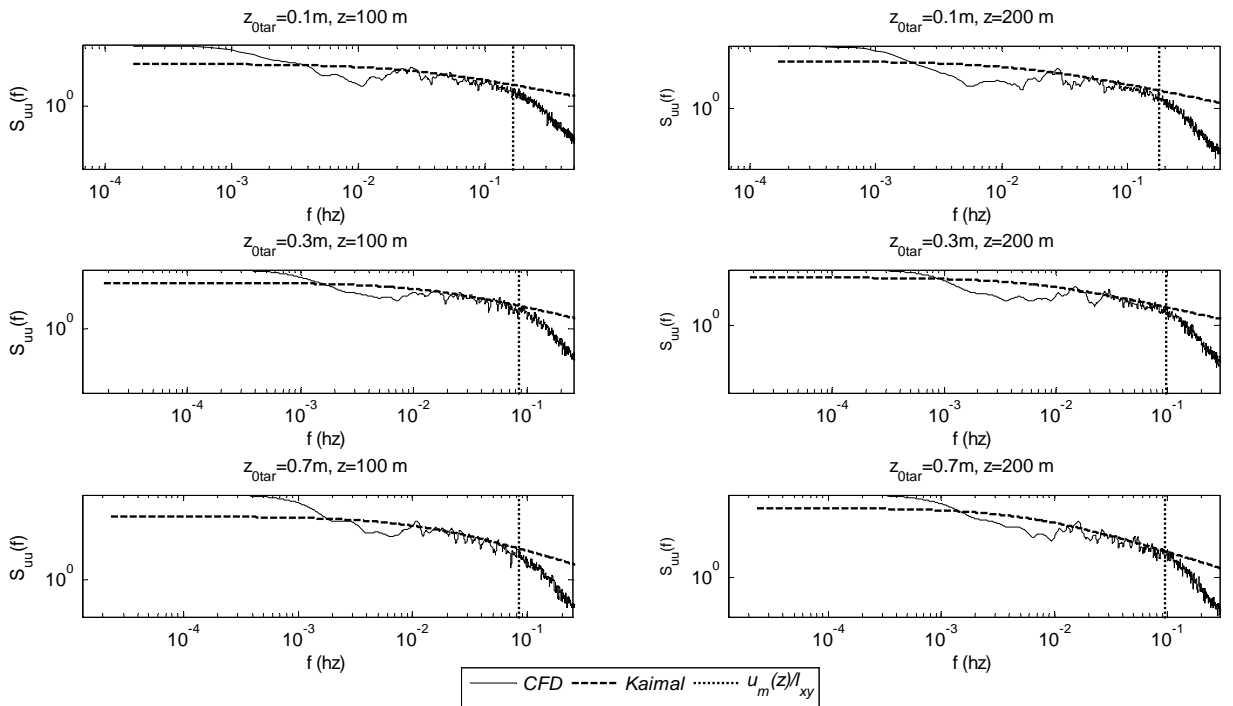 z0tar=0.1m, z=100 m
z0tar=0.1m, z=200 m
Suu(f)
10^0
10^-4 10^-3 10^-2 10^-1
f (hz)
Suu(f)
10^0
10^-4 10^-3 10^-2 10^-1
f (hz)
z0tar=0.3m, z=100 m
z0tar=0.3m, z=200 m
Suu(f)
10^0
10^-4 10^-3 10^-2 10^-1
f (hz)
Suu(f)
10^0
10^-4 10^-3 10^-2 10^-1
f (hz)
z0tar=0.7m, z=100 m
z0tar=0.7m, z=200 m
Suu(f)
10^0
10^-4 10^-3 10^-2 10^-1
f (hz)
Suu(f)
10^0
10^-4 10^-3 10^-2 10^-1
f (hz)
CFD Kaimal um(z)/lxy